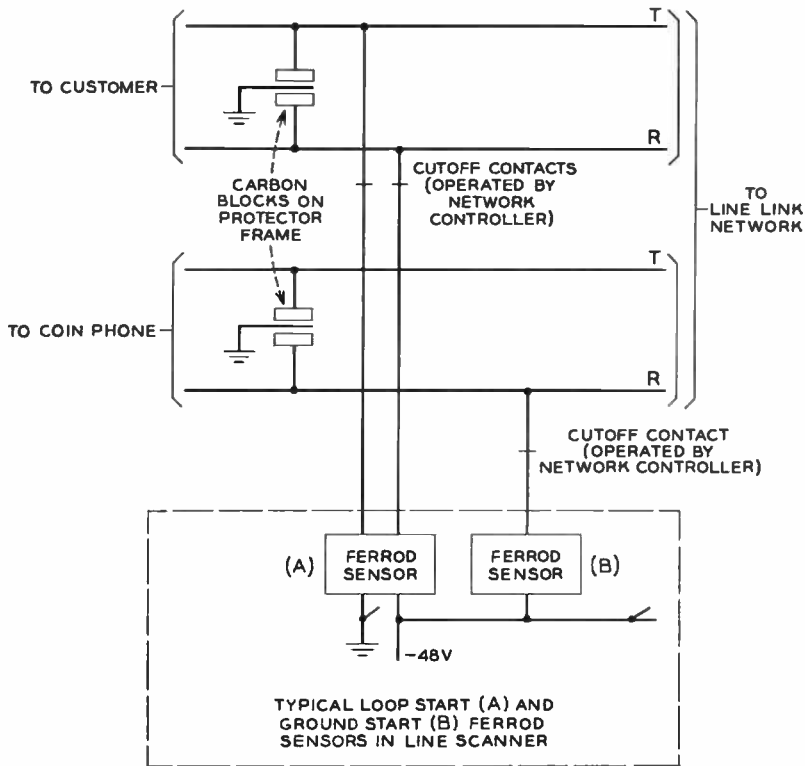 T
TO CUSTOMER
R
CARBON
BLOCKS ON
PROTECTOR
FRAME
CUTOFF CONTACTS
(OPERATED BY
NETWORK
CONTROLLER)
TO
LINE LINK
NETWORK
T
TO COIN PHONE
R
CUTOFF CONTACT
(OPERATED BY
NETWORK CONTROLLER)
(A)
FERROD
SENSOR
FERROD
SENSOR
(B)
-48V
TYPICAL LOOP START (A) AND
GROUND START (B) FERROD
SENSORS IN LINE SCANNER